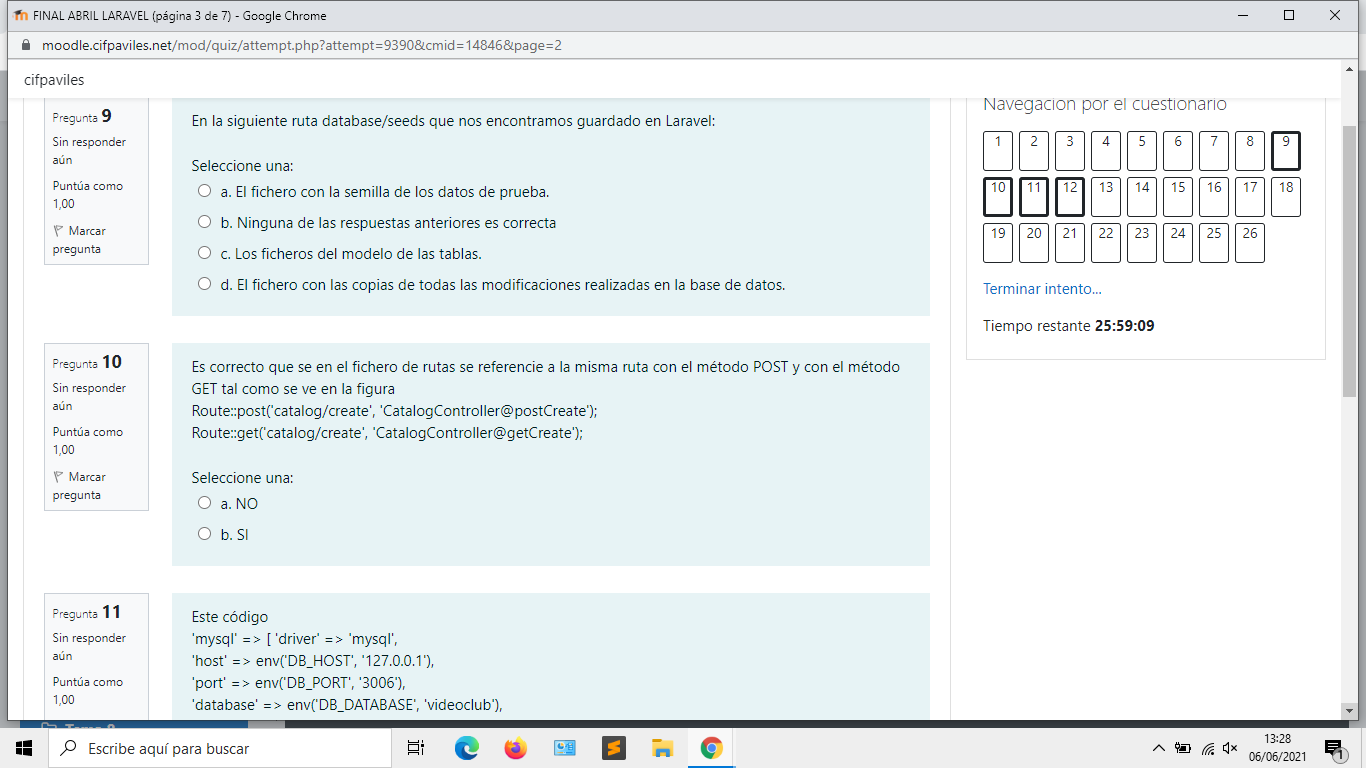 FINAL ABRIL LARAVEL (página 3 de 7) - Google Chrome
moodle.cifpaviles.net/mod/quiz/attempt.php?attempt=9390&cmid=14846&page=2
cifpaviles
Pregunta 9
Sin responder
aún
Puntúa como
1,00
Marcar
pregunta
En la siguiente ruta database/seeds que nos encontramos guardado en Laravel:
Seleccione una:
a. El fichero con la semilla de los datos de prueba.
b. Ninguna de las respuestas anteriores es correcta
c. Los ficheros del modelo de las tablas.
d. El fichero con las copias de todas las modificaciones realizadas en la base de datos.
Pregunta 10
Sin responder
aún
Puntúa como
1,00
Marcar
pregunta
Es correcto que se en el fichero de rutas se referencie a la misma ruta con el método POST y con el método
GET tal como se ve en la figura
Route::post('catalog/create', 'CatalogController@postCreate');
Route::get('catalog/create', 'CatalogController@getCreate');
Seleccione una:
a. NO
b. SI
Pregunta 11
Sin responder
aún
Puntúa como
1,00
Este código
'mysql' => [ 'driver' => 'mysql',
'host' => env('DB_HOST', '127.0.0.1'),
'port' => env('DB_PORT', '3006'),
'database' => env('DB_DATABASE', 'videoclub'),
Navegación por el cuestionario
1 2 3 4 5 6 7 8 9
10 11 12 13 14 15 16 17 18
19 20 21 22 23 24 25 26
Terminar intento...
Tiempo restante 25:59:09
Escribe aquí para buscar
13:28
06/06/2021
1